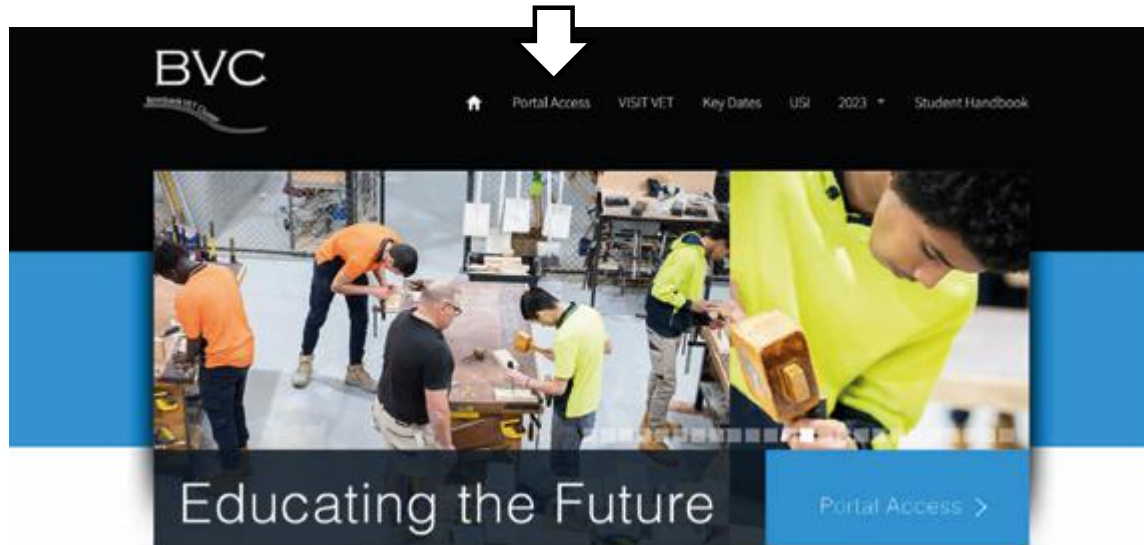 BVC
Portal Access VISIT VET Key Dates USI 2023 Student Handbook
Educating the Future
Portal Access >